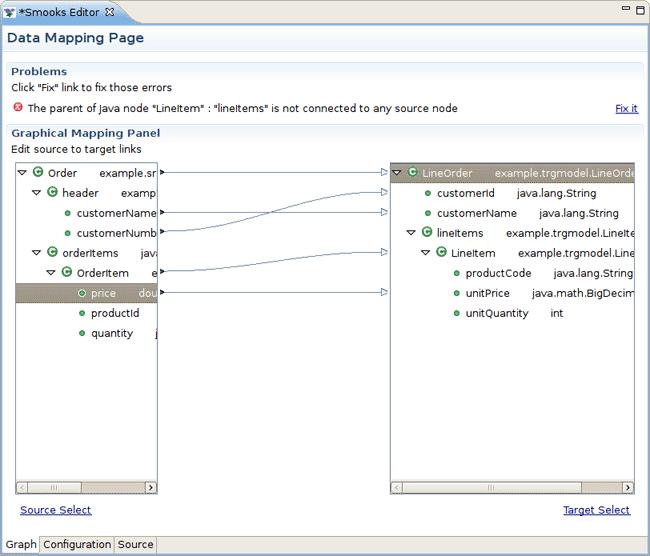 *Smooks Editor
Data Mapping Page
Problems
Click "Fix" link to fix those errors
The parent of Java node "LineItem" : "lineItems" is not connected to any source node Fix it
Graphical Mapping Panel
Edit source to target links
Order example.sr
header examp
customerName
customerNumb
orderItems jav
OrderItem e
price dou
productId
quantity j
LineOrder example.trgmodel.LineOrde
customerId java.lang.String
customerName java.lang.String
lineItems example.trgmodel.LineIte
LineItem example.trgmodel.Line
productCode java.lang.String
unitPrice java.math.BigDecim
unitQuantity int
Source Select Target Select
Graph Configuration Source